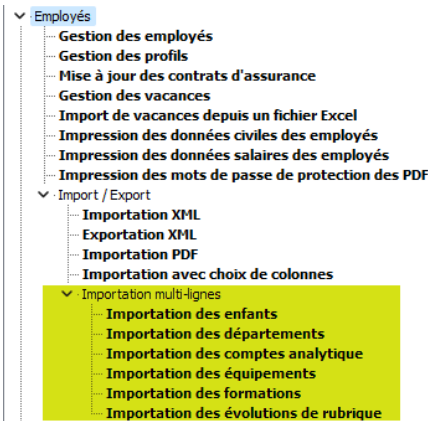 Employés
Gestion des employés
Gestion des profils
Mise à jour des contrats d'assurance
Gestion des vacances
Import de vacances depuis un fichier Excel
Impression des données civiles des employés
Impression des données salaires des employés
Impression des mots de passe de protection des PDF
Import / Export
Importation XML
Exportation XML
Importation PDF
Importation avec choix de colonnes
Importation multi-lignes
Importation des enfants
Importation des départements
Importation des comptes analytique
Importation des équipements
Importation des formations
Importation des évolutions de rubrique